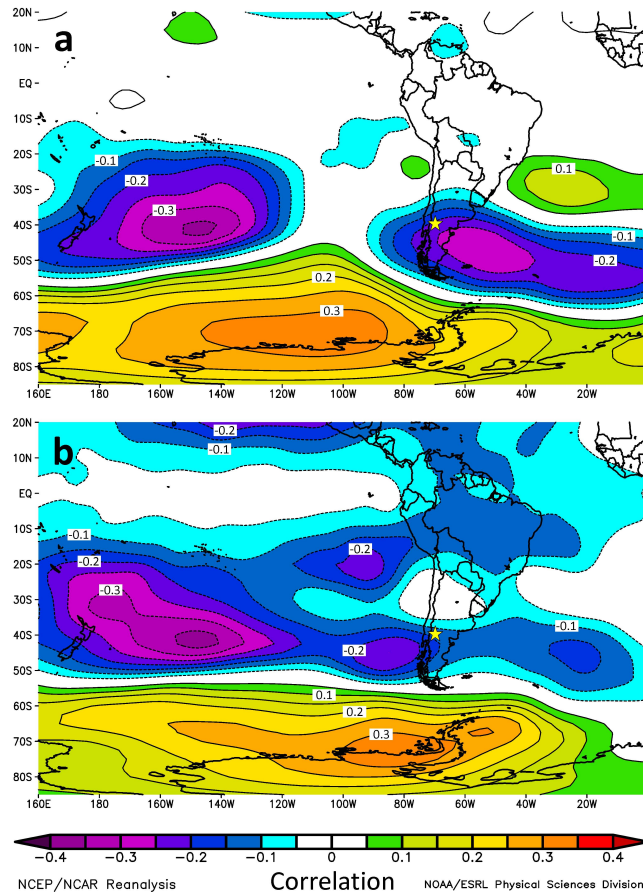 20N
10N
EQ
10S
20S
30S
40S
50S
60S
70S
80S
160E
180
160W
140W
120W
100W
80W
60W
40W
20W
a
-0.1
-0.2
-0.3
0.1
-0.1
-0.2
0.2
0.3
20N
10N
EQ
10S
20S
30S
40S
50S
60S
70S
80S
160E
180
160W
140W
120W
100W
80W
60W
40W
20W
b
-0.2
-0.1
-0.1
-0.2
-0.2
-0.3
-0.2
-0.1
0.1
0.2
0.3
−0.4 −0.3 −0.2 −0.1 0 0.1 0.2 0.3 0.4
NCEP/NCAR Reanalysis Correlation NOAA/ESRL Physical Sciences Division